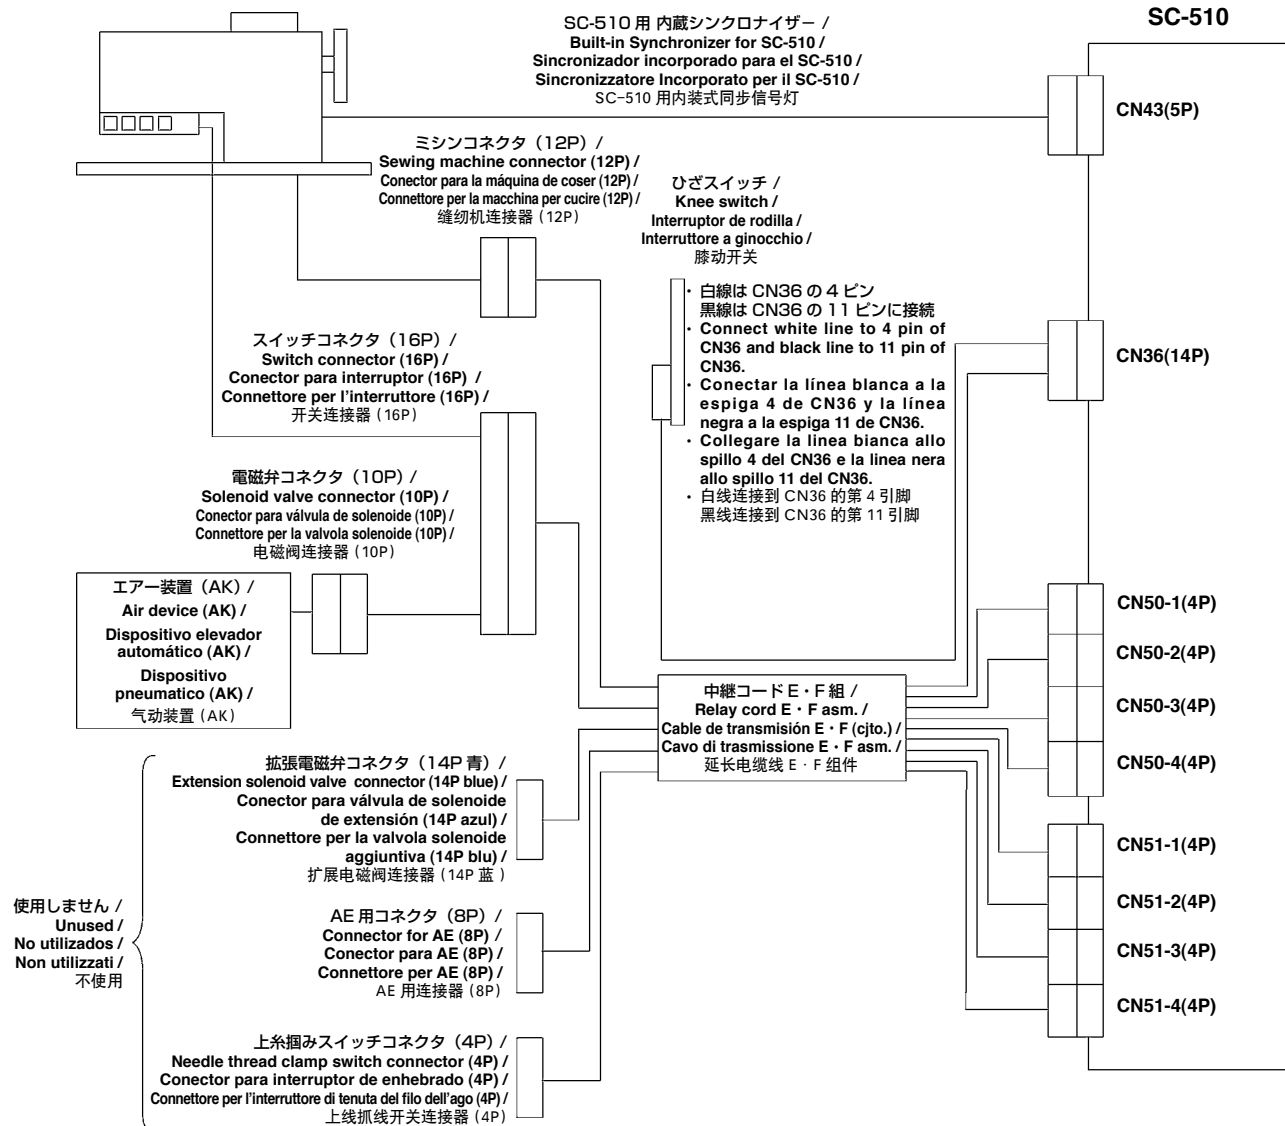 SC-510
SC-510 用 内蔵シンクロナイザー /
Built-in Synchronizer for SC-510 /
Sincronizador incorporado para el SC-510 /
Sincronizzatore Incorporato per il SC-510 /
SC-510 用内装式同步信号灯
CN43(5P)
ミシンコネクタ（12P）/
Sewing machine connector (12P) /
Conector para la máquina de coser (12P) /
Connettore per la macchina per cucire (12P) /
缝纫机连接器 (12P)
ひざスイッチ /
Knee switch /
Interruptor de rodilla /
Interruttore a ginocchio /
膝动开关
・ 白線は CN36 の 4 ピン
黒線は CN36 の 11 ピンに接続
・ Connect white line to 4 pin of
CN36 and black line to 11 pin of
CN36.
・ Conectar la línea blanca a la
espiga 4 de CN36 y la línea
negra a la espiga 11 de CN36.
・ Collegare la linea bianca allo
spillo 4 del CN36 e la linea nera
allo spillo 11 del CN36.
・ 白线连接到 CN36 的第 4 引脚
黑线连接到 CN36 的第 11 引脚
CN36(14P)
スイッチコネクタ（16P）/
Switch connector (16P) /
Conector para interruptor (16P) /
Connettore per l'interruttore (16P) /
开关连接器 (16P)
電磁弁コネクタ（10P）/
Solenoid valve connector (10P) /
Conector para válvula de solenoide (10P) /
Connettore per la valvola solenoide (10P) /
电磁阀连接器 (10P)
エアー装置（AK）/
Air device (AK) /
Dispositivo elevador
automático (AK) /
Dispositivo
pneumatico (AK) /
气动装置 (AK)
CN50-1(4P)
CN50-2(4P)
CN50-3(4P)
CN50-4(4P)
中継コード E・F 組 /
Relay cord E・F asm. /
Cable de transmisión E・F (cjto.) /
Cavo di trasmissione E・F asm. /
延长电缆线 E・F 组件
拡張電磁弁コネクタ（14P 青）/
Extension solenoid valve connector (14P blue) /
Conector para válvula de solenoide
de extensión (14P azul) /
Connettore per la valvola solenoide
aggiuntiva (14P blu) /
扩展电磁阀连接器 (14P 蓝 )
CN51-1(4P)
CN51-2(4P)
CN51-3(4P)
CN51-4(4P)
使用しません /
Unused /
No utilizados /
Non utilizzati /
不使用
AE 用コネクタ（8P）/
Connector for AE (8P) /
Conector para AE (8P) /
Connettore per AE (8P) /
AE 用连接器 (8P)
上糸掴みスイッチコネクタ（4P）/
Needle thread clamp switch connector (4P) /
Conector para interruptor de enhebrado (4P) /
Connettore per l'interruttore di tenuta del filo dell'ago (4P) /
上线抓线开关连接器 (4P)